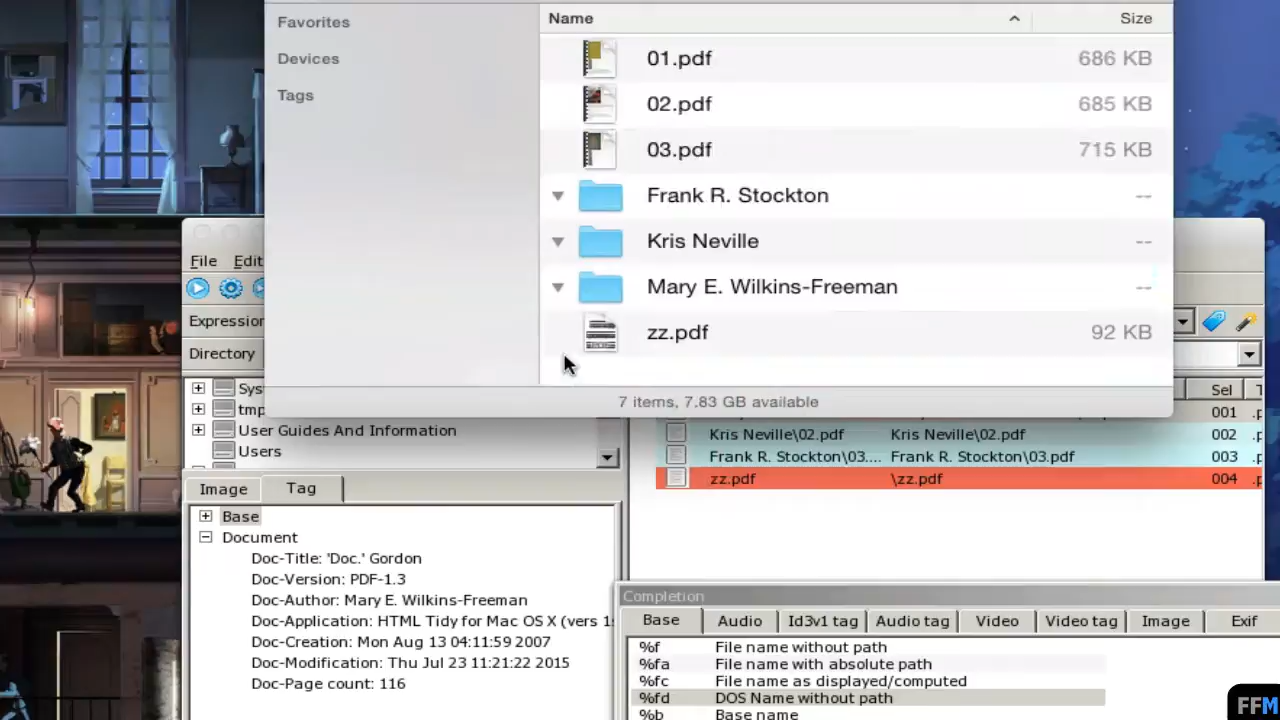 Favorites
Devices
Tags
Name Size
01.pdf 686 KB
02.pdf 685 KB
03.pdf 715 KB
Frank R. Stockton --
Kris Neville --
Mary E. Wilkins-Freeman --
zz.pdf 92 KB
7 items, 7.83 GB available
File Edit
Expression
Directory
Sel
tmp
User Guides And Information
Users
001 .p
Kris Neville\02.pdf Kris Neville\02.pdf 002 .p
Frank R. Stockton\03.... Frank R. Stockton\03.pdf 003 .p
zz.pdf \zz.pdf 004 .p
Image Tag
Base
Document
Doc-Title: 'Doc.' Gordon
Doc-Version: PDF-1.3
Doc-Author: Mary E. Wilkins-Freeman
Doc-Application: HTML Tidy for Mac OS X (vers 1
Doc-Creation: Mon Aug 13 04:11:59 2007
Doc-Modification: Thu Jul 23 11:21:22 2015
Doc-Page count: 116
Completion
Base Audio Id3v1 tag Audio tag Video Video tag Image Exif
%f File name without path
%fa File name with absolute path
%fc File name as displayed/computed
%fd DOS Name without path
%b Base name
FFM